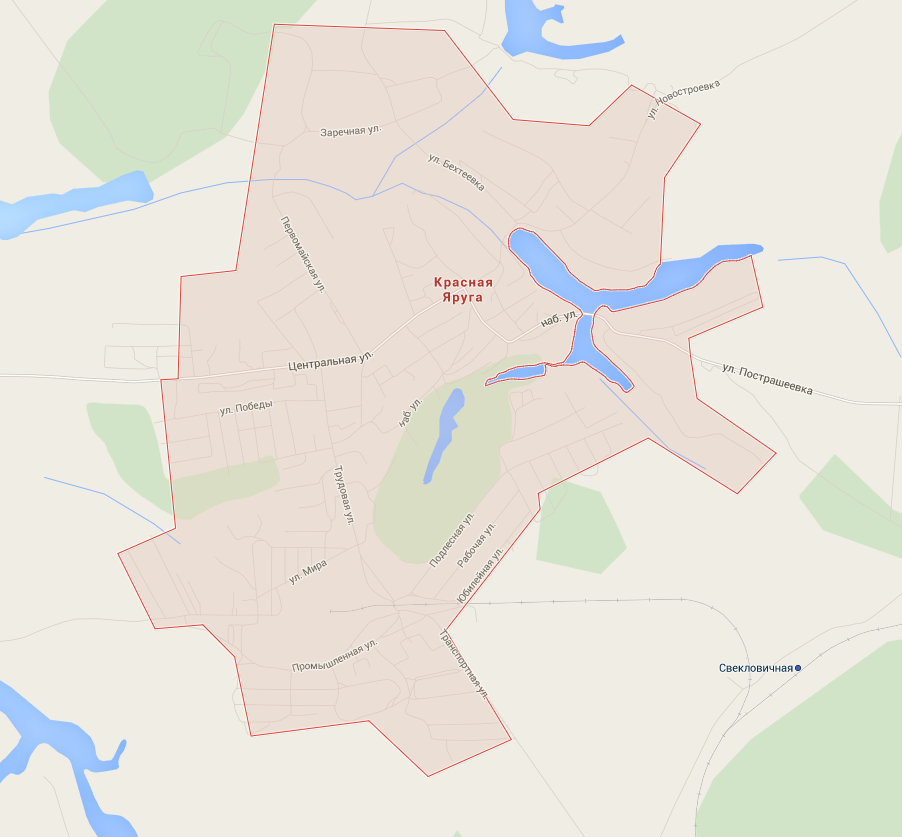 ул. Новостроевка
Заречная ул.
ул. Бехтеевка
Первомайская ул.
Красная
Яруга
наб. ул.
Центральная ул.
ул. Пострашеевка
ул. Победы
наб. ул.
Трудовая ул.
Подлесная ул.
Рабочая ул.
Юбилейная ул.
ул. Мира
Промышленная ул.
Транспортная ул.
Свекловичная